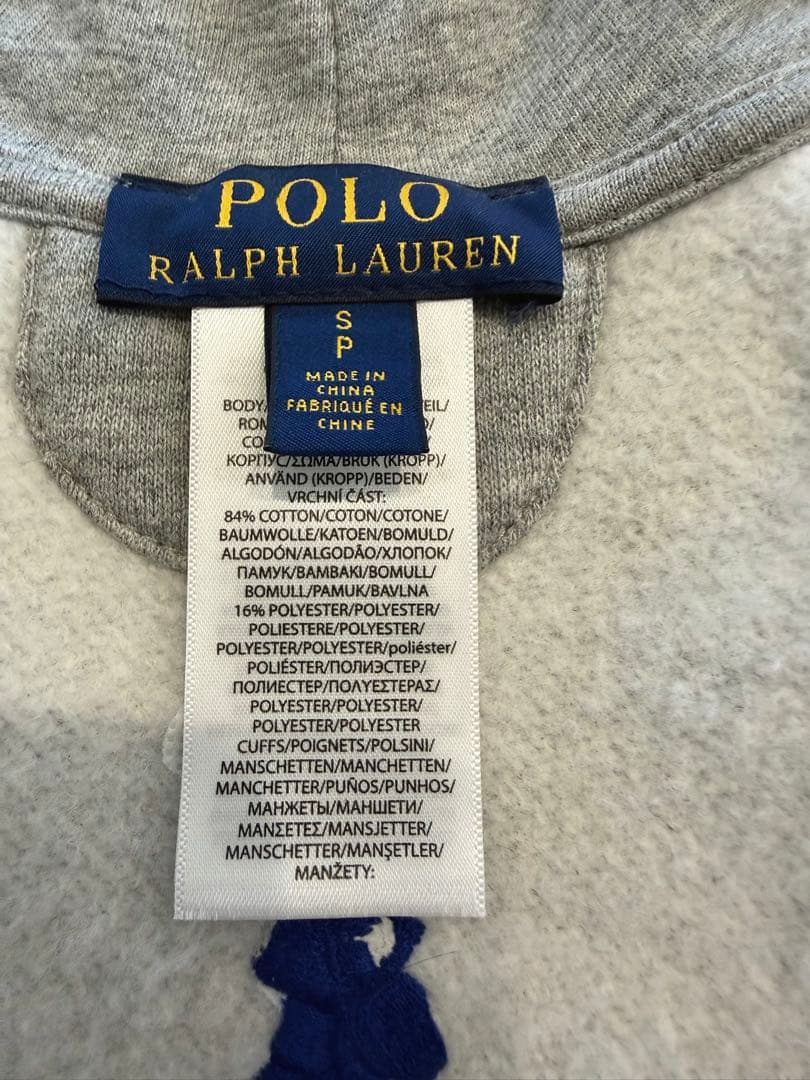 POLO
RALPH LAUREN
S
P
MADE IN
CHINA
FABRIQUÉ EN
CHINE
BODY/
КОРПУС/ΣΩΜΑ/BRUK (KROPP)/
ANVÄND (KROPP)/BEDEN/
VRCHNÍ ČÁST:
84% COTTON/COTON/COTONE/
BAUMWOLLE/KATOEN/BOMULD/
ALGODÓN/ALGODÃO/ХЛОПОК/
ПАМУК/ΒΑΜΒΑΚΙ/BOMULL/
BOMULL/PAMUK/BAVLNA
16% POLYESTER/POLYESTER/
POLIESTERE/POLYESTER/
POLYESTER/POLYESTER/poliéster/
POLIÉSTER/ПОЛИЭСТЕР/
ПОЛИЕСТЕР/ΠΟΛΥΕΣΤΕΡΑΣ/
POLYESTER/POLYESTER/
POLYESTER/POLYESTER
CUFFS/POIGNETS/POLSINI/
MANSCHETTEN/MANCHETTEN/
MANCHETTER/PUÑOS/PUNHOS/
МАНЖЕТЫ/МАНШЕТИ/
ΜΑΝΣΕΤΕΣ/MANSJETTER/
MANSCHETTER/MANŞETLER/
MANŽETY: